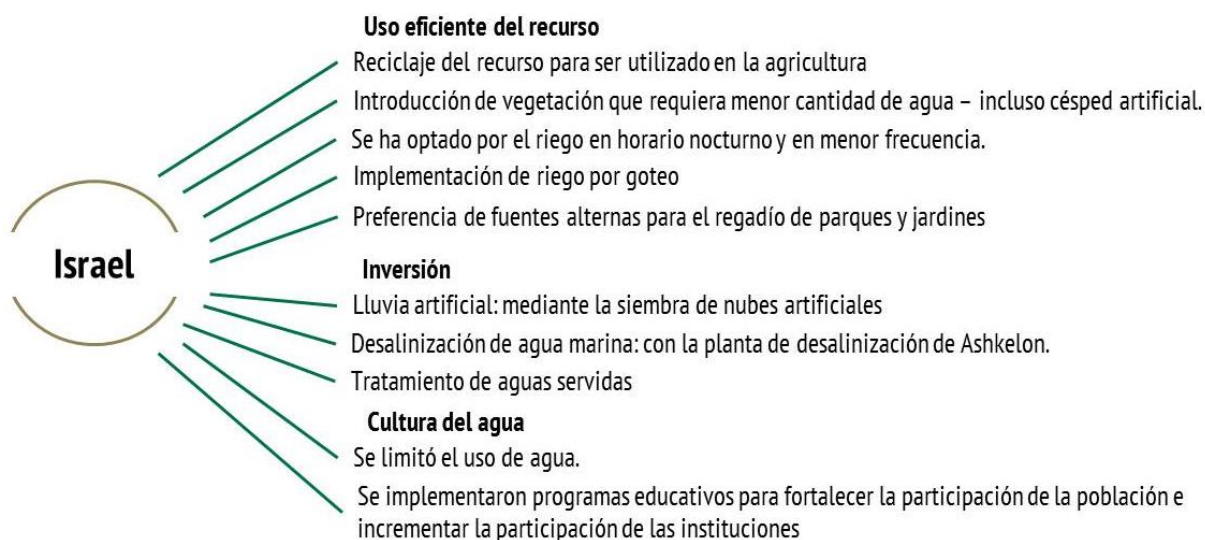 Uso eficiente del recurso
Reciclaje del recurso para ser utilizado en la agricultura
Introducción de vegetación que requiera menor cantidad de agua – incluso césped artificial.
Se ha optado por el riego en horario nocturno y en menor frecuencia.
Implementación de riego por goteo
Preferencia de fuentes alternas para el regadío de parques y jardines
Israel
Inversión
Lluvia artificial: mediante la siembra de nubes artificiales
Desalinización de agua marina: con la planta de desalinización de Ashkelon.
Tratamiento de aguas servidas
Cultura del agua
Se limitó el uso de agua.
Se implementaron programas educativos para fortalecer la participación de la población e
incrementar la participación de las instituciones